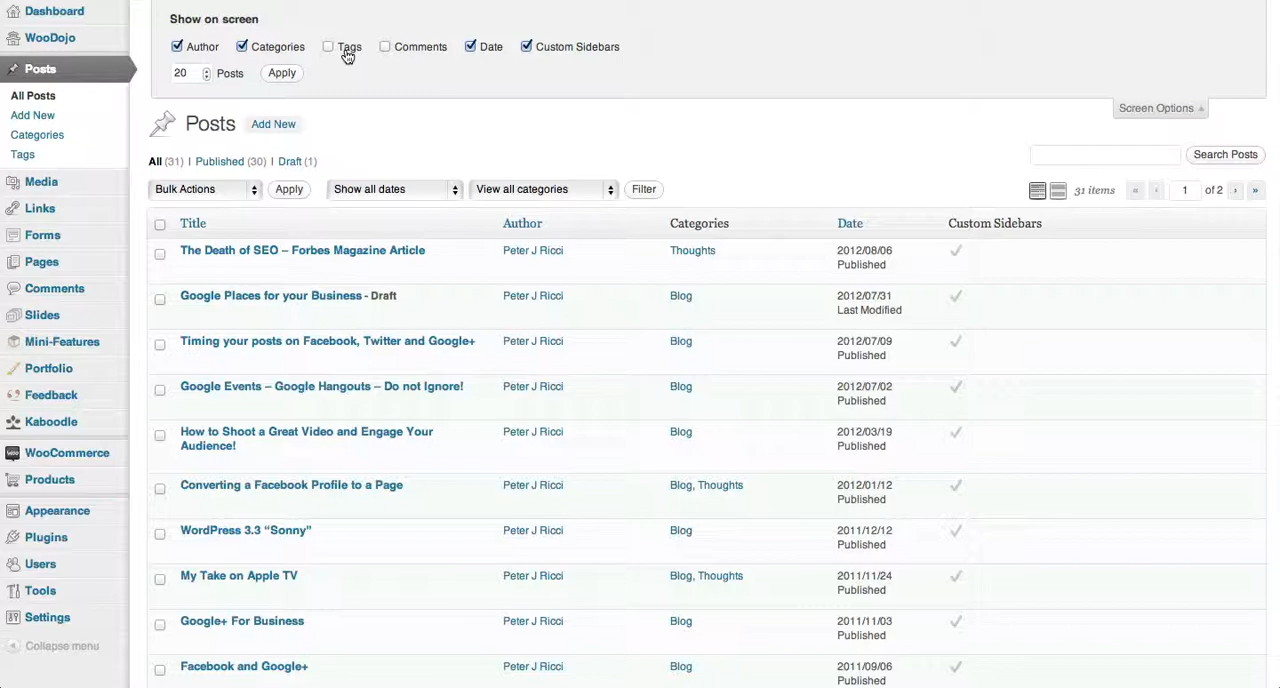 Dashboard
WooDojo
Posts
All Posts
Add New
Categories
Tags
Media
Links
Forms
Pages
Comments
Slides
Mini-Features
Portfolio
Feedback
Kaboodle
WooCommerce
Products
Appearance
Plugins
Users
Tools
Settings
Collapse menu
Show on screen
Author Categories Tags Comments Date Custom Sidebars
20 Posts Apply
Screen Options
Posts Add New
All (31) | Published (30) | Draft (1)
Search Posts
Bulk Actions Apply Show all dates View all categories Filter 31 items « ‹ 1 of 2 › »
Title Author Categories Date Custom Sidebars
The Death of SEO – Forbes Magazine Article Peter J Ricci Thoughts 2012/08/06
Published
Google Places for your Business - Draft Peter J Ricci Blog 2012/07/31
Last Modified
Timing your posts on Facebook, Twitter and Google+ Peter J Ricci Blog 2012/07/09
Published
Google Events – Google Hangouts – Do not Ignore! Peter J Ricci Blog 2012/07/02
Published
How to Shoot a Great Video and Engage Your Peter J Ricci Blog 2012/03/19
Audience! Published
Converting a Facebook Profile to a Page Peter J Ricci Blog, Thoughts 2012/01/12
Published
WordPress 3.3 “Sonny” Peter J Ricci Blog 2011/12/12
Published
My Take on Apple TV Peter J Ricci Blog, Thoughts 2011/11/24
Published
Google+ For Business Peter J Ricci Blog 2011/11/03
Published
Facebook and Google+ Peter J Ricci Blog 2011/09/06
Published